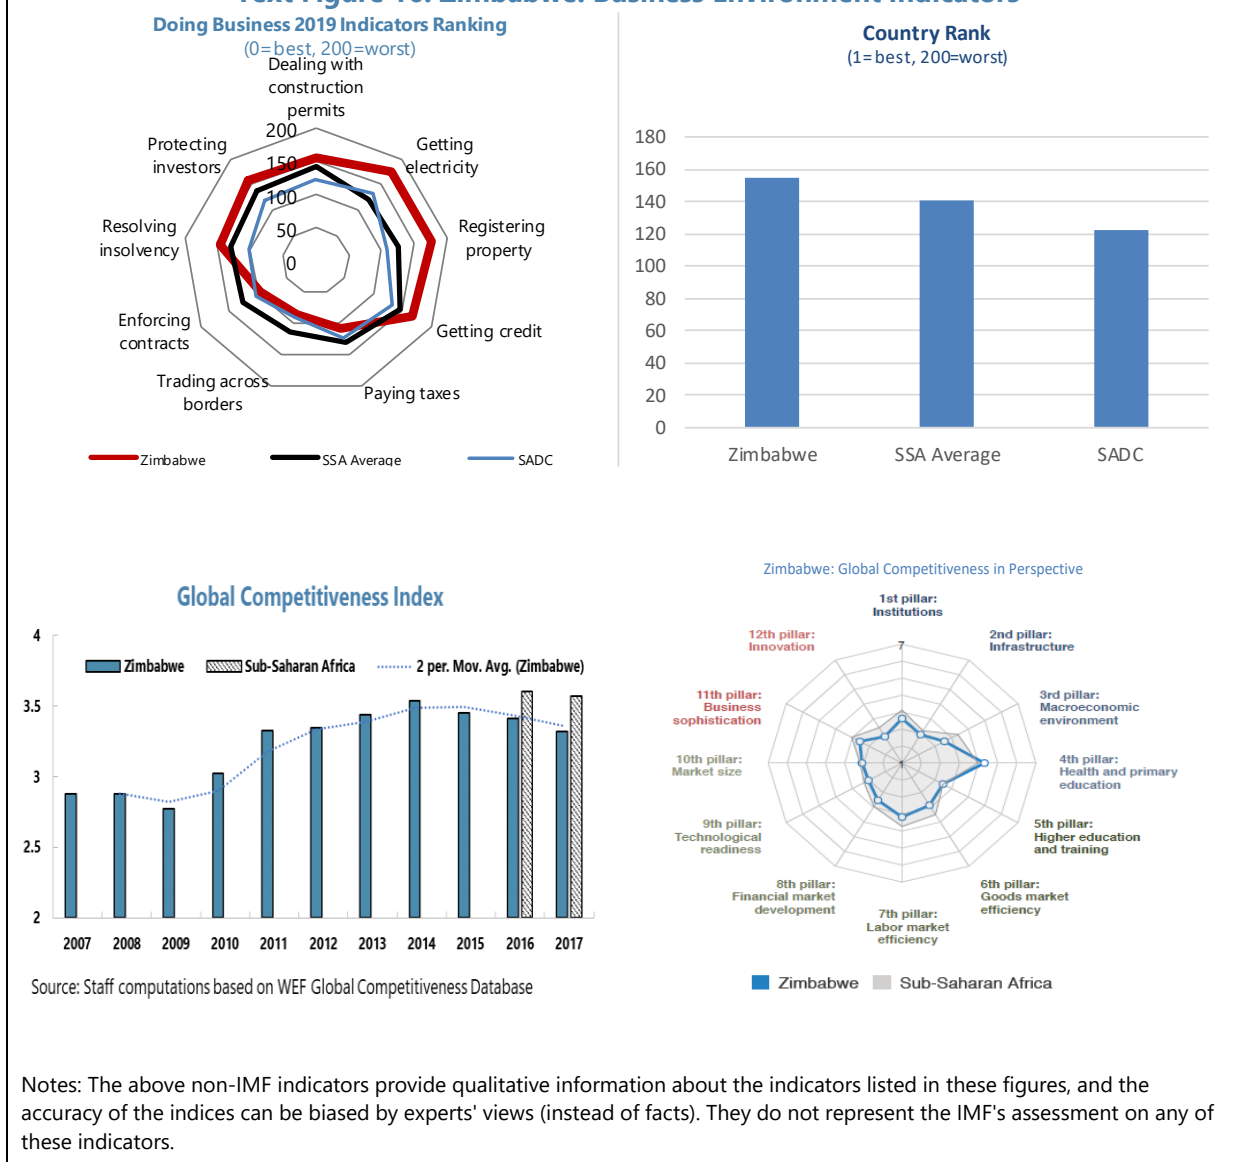 Text Figure 10. Zimbabwe: Business Environment Indicators
Doing Business 2019 Indicators Ranking
(0=best, 200=worst)
Dealing with
construction
permits
200
150
100
50
0
Getting
electricity
Registering
property
Getting credit
Paying taxes
Trading across
borders
Enforcing
contracts
Resolving
insolvency
Protecting
investors
Zimbabwe
SSA Average
SADC
Country Rank
(1=best, 200=worst)
180
160
140
120
100
80
60
40
20
0
Zimbabwe
SSA Average
SADC
Global Competitiveness Index
4
3.5
3
2.5
2
Zimbabwe
Sub-Saharan Africa
2 per. Mov. Avg. (Zimbabwe)
2007 2008 2009 2010 2011 2012 2013 2014 2015 2016 2017
Source: Staff computations based on WEF Global Competitiveness Database
Zimbabwe: Global Competitiveness in Perspective
1st pillar:
Institutions
2nd pillar:
Infrastructure
3rd pillar:
Macroeconomic
environment
4th pillar:
Health and primary
education
5th pillar:
Higher education
and training
6th pillar:
Goods market
efficiency
7th pillar:
Labor market
efficiency
8th pillar:
Financial market
development
9th pillar:
Technological
readiness
10th pillar:
Market size
11th pillar:
Business
sophistication
12th pillar:
Innovation
7
1
Zimbabwe
Sub-Saharan Africa
Notes: The above non-IMF indicators provide qualitative information about the indicators listed in these figures, and the
accuracy of the indices can be biased by experts' views (instead of facts). They do not represent the IMF's assessment on any of
these indicators.